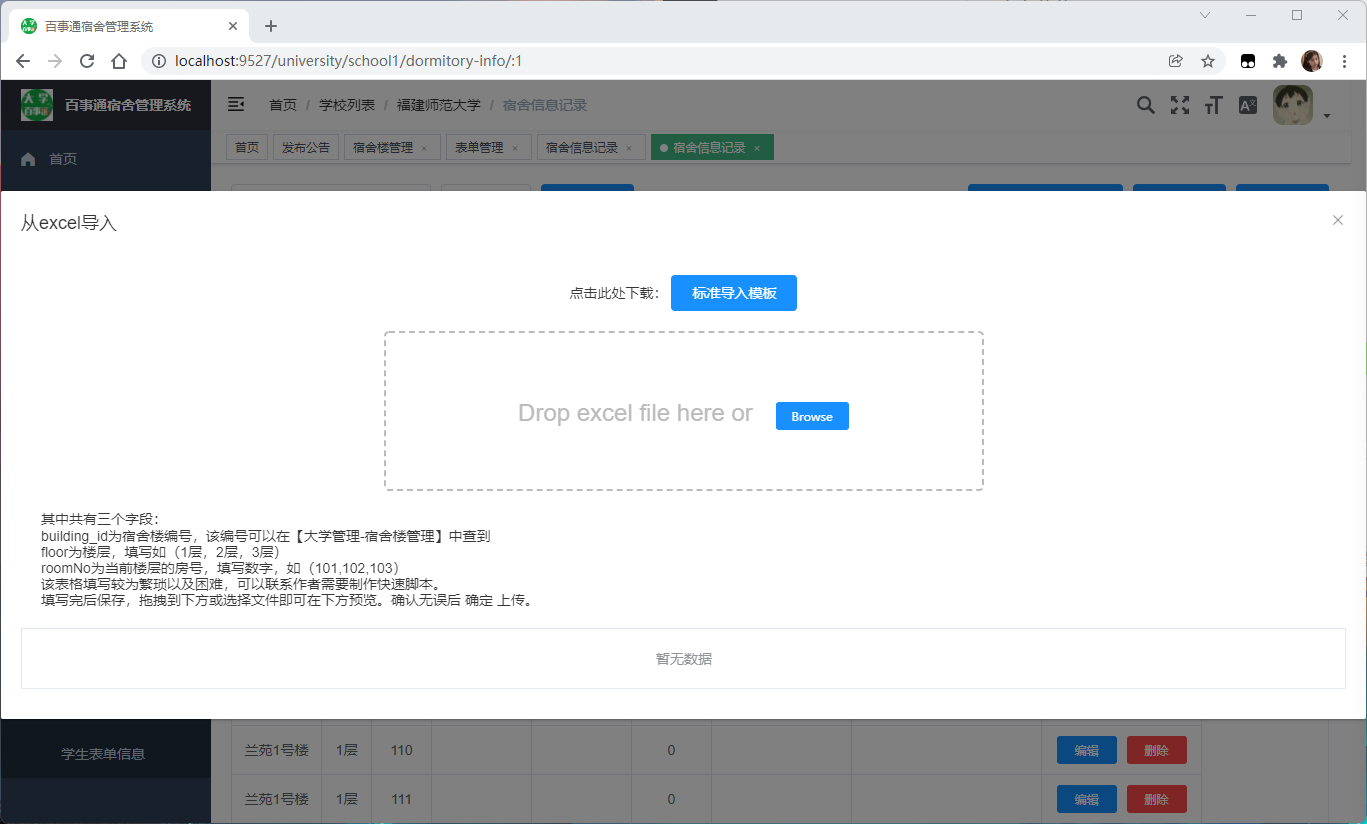 百事通宿舍管理系统
localhost:9527/university/school1/dormitory-info/:1
大学
百事通
百事通宿舍管理系统
首页 / 学校列表 / 福建师范大学 / 宿舍信息记录
首页
发布公告
宿舍楼管理 ×
表单管理 ×
宿舍信息记录 ×
宿舍信息记录 ×
首页
从excel导入
点击此处下载：
标准导入模板
Drop excel file here or
Browse
其中共有三个字段：
building_id为宿舍楼编号，该编号可以在【大学管理-宿舍楼管理】中查到
floor为楼层，填写如（1层，2层，3层）
roomNo为当前楼层的房号，填写数字，如（101,102,103）
该表格填写较为繁琐以及困难，可以联系作者需要制作快速脚本。
填写完后保存，拖拽到下方或选择文件即可在下方预览。确认无误后 确定 上传。
暂无数据
学生表单信息
兰苑1号楼 1层 110 0 编辑 删除
兰苑1号楼 1层 111 0 编辑 删除